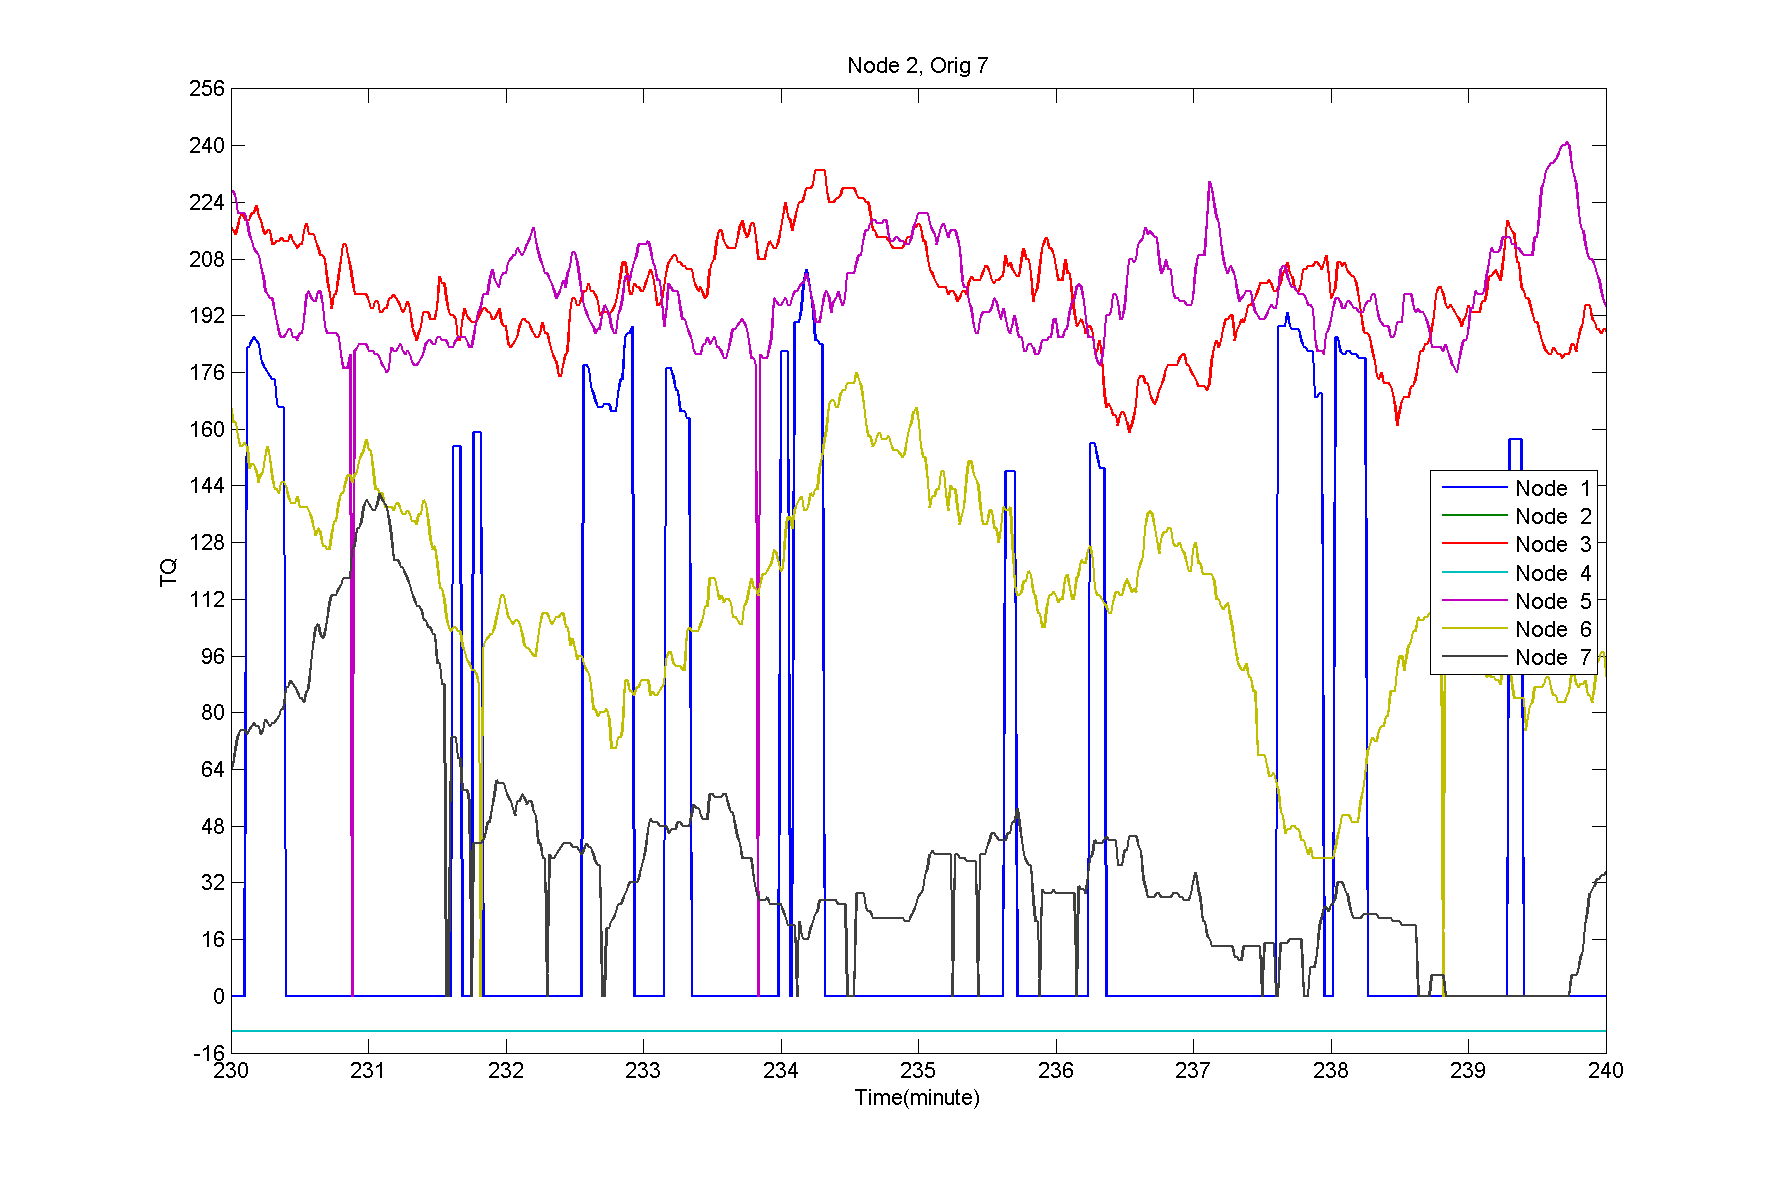 Node 2, Orig 7
256
240
224
208
192
176
160
144
128
112
96
80
64
48
32
16
0
-16
TQ
Node 1
Node 2
Node 3
Node 4
Node 5
Node 6
Node 7
230 231 232 233 234 235 236 237 238 239 240
Time(minute)